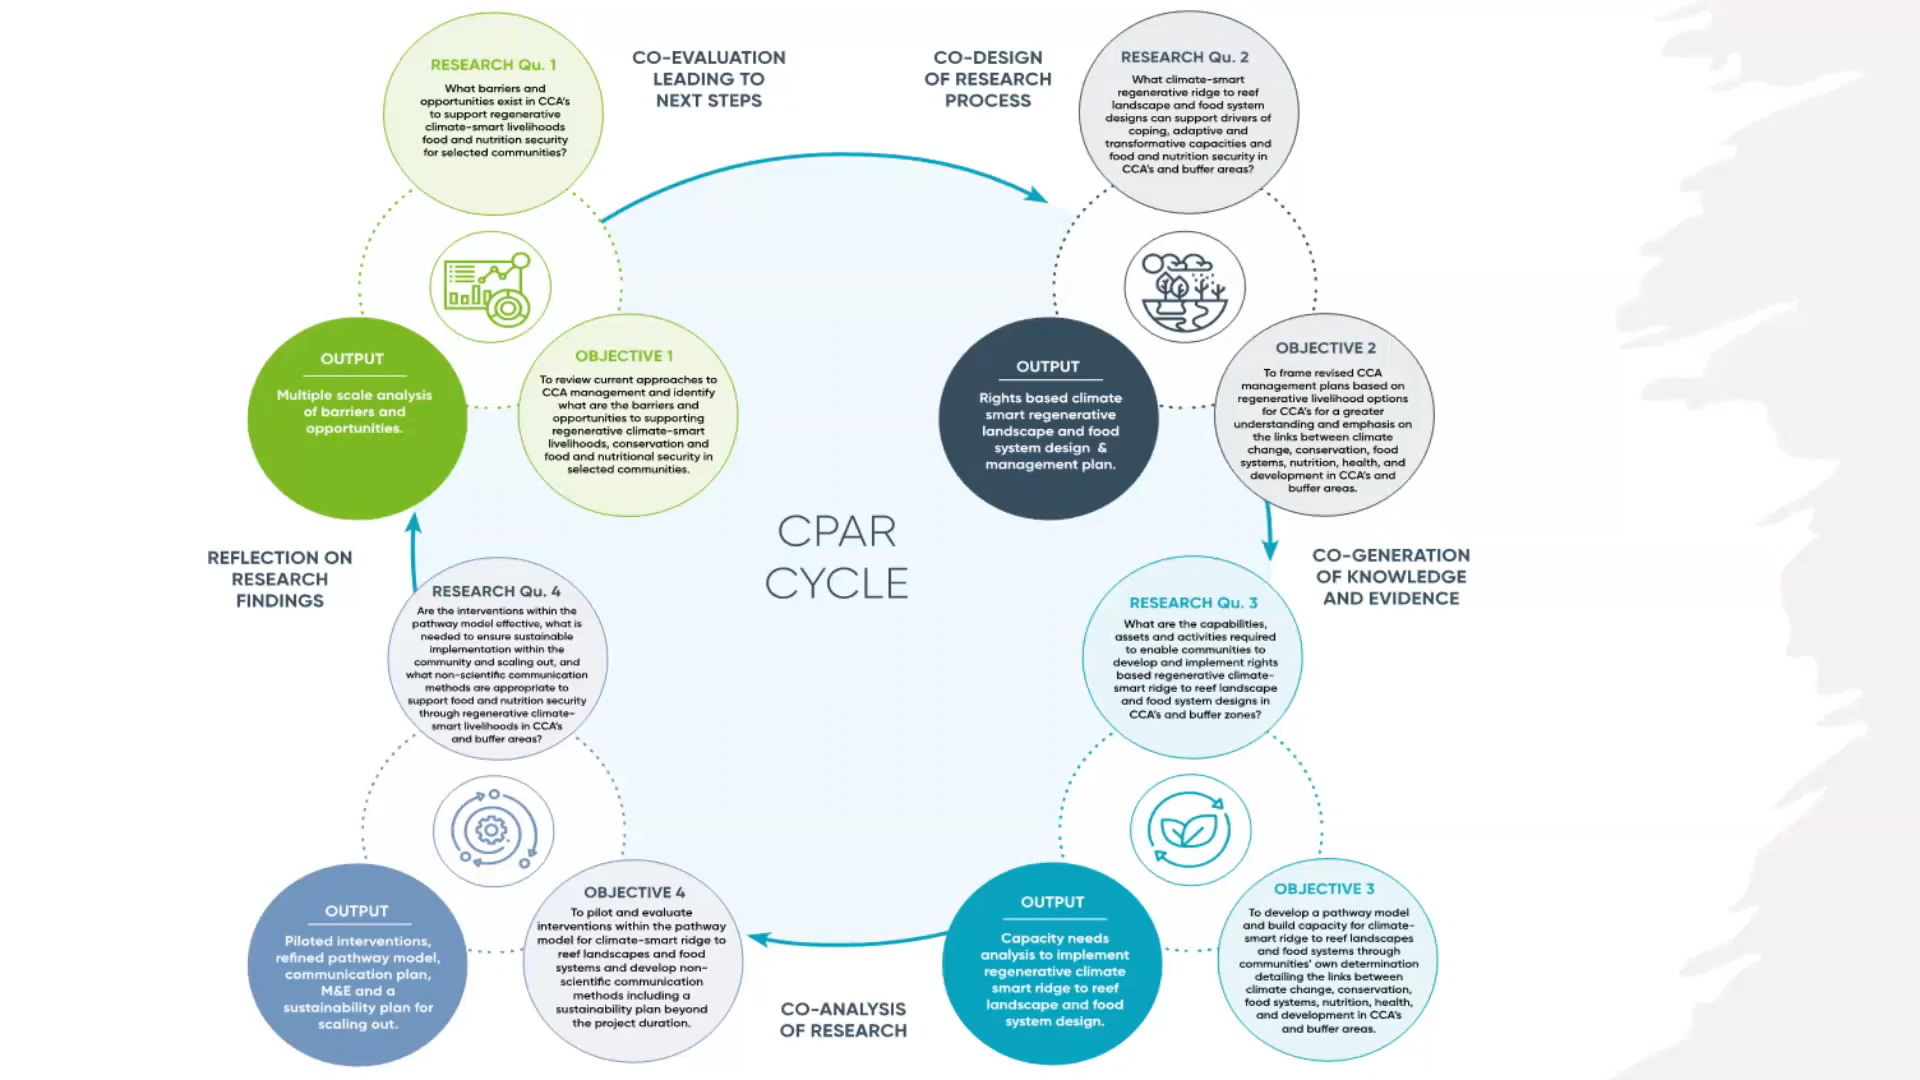 RESEARCH Qu. 1
What barriers and
opportunities exist in CCA's
to support regenerative
climate-smart livelihoods
food and nutrition security
for selected communities?
CO-EVALUATION
LEADING TO
NEXT STEPS
CO-DESIGN
OF RESEARCH
PROCESS
RESEARCH Qu. 2
What climate-smart
regenerative ridge to reef
landscape and food system
designs can support drivers of
coping, adaptive and
transformative capacities and
food and nutrition security in
CCA's and buffer areas?
OUTPUT
Multiple scale analysis
of barriers and
opportunities.
OBJECTIVE 1
To review current approaches to
CCA management and identify
what are the barriers and
opportunities to supporting
regenerative climate-smart
livelihoods, conservation and
food and nutritional security in
selected communities.
OUTPUT
Rights based climate
smart regenerative
landscape and food
system design &
management plan.
OBJECTIVE 2
To frame revised CCA
management plans based on
regenerative livelihood options
for CCA's for a greater
understanding and emphasis on
the links between climate
change, conservation, food
systems, nutrition, health, and
development in CCA's and
buffer areas.
CPAR
CYCLE
REFLECTION ON
RESEARCH
FINDINGS
CO-GENERATION
OF KNOWLEDGE
AND EVIDENCE
RESEARCH Qu. 4
Are the interventions within the
pathway model effective, what is
needed to ensure sustainable
implementation within the
community and scaling out, and
what non-scientific communication
methods are appropriate to
support food and nutrition security
through regenerative climate-
smart livelihoods in CCA's
and buffer areas?
RESEARCH Qu. 3
What are the capabilities,
assets and activities required
to enable communities to
develop and implement rights
based regenerative climate-
smart ridge to reef landscape
and food system designs in
CCA's and buffer zones?
OUTPUT
Piloted interventions,
refined pathway model,
communication plan,
M&E and a
sustainability plan for
scaling out.
OBJECTIVE 4
To pilot and evaluate
interventions within the pathway
model for climate-smart ridge to
reef landscapes and food
systems and develop non-
scientific communication
methods including a
sustainability plan beyond
the project duration.
CO-ANALYSIS
OF RESEARCH
OUTPUT
Capacity needs
analysis to implement
regenerative climate
smart ridge to reef
landscape and food
system design.
OBJECTIVE 3
To develop a pathway model
and build capacity for climate-
smart ridge to reef landscapes
and food systems through
communities' own determination
detailing the links between
climate change, conservation,
food systems, nutrition, health,
and development in CCA's
and buffer areas.